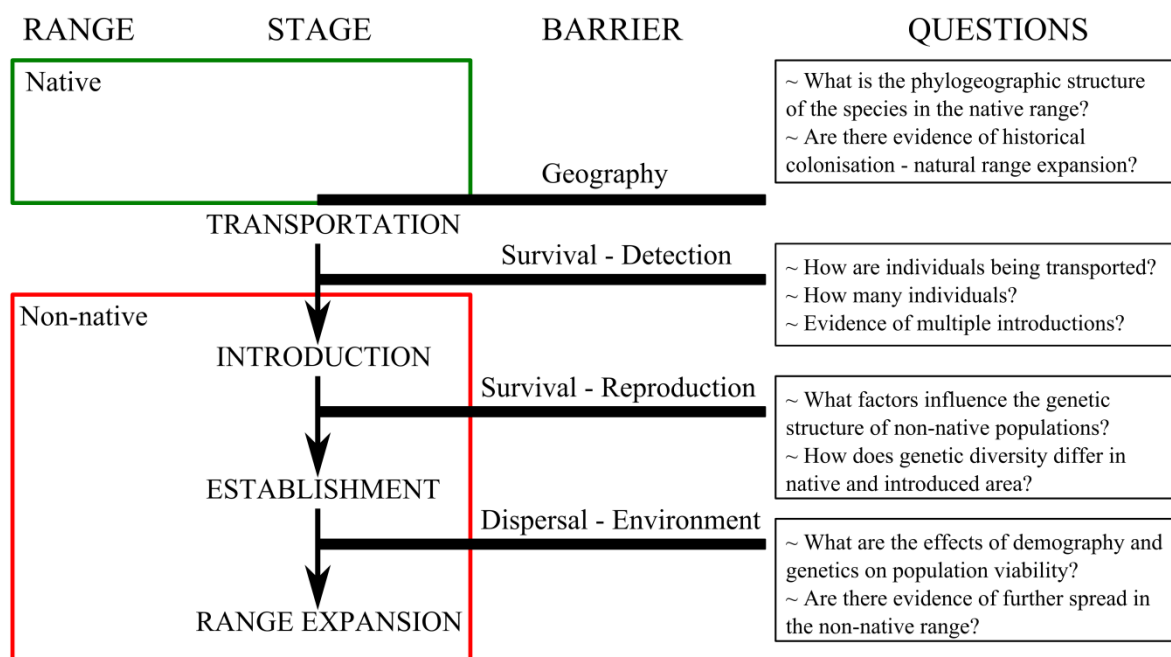 RANGE STAGE BARRIER QUESTIONS
Native
~ What is the phylogeographic structure
of the species in the native range?
~ Are there evidence of historical
colonisation - natural range expansion?
Geography
TRANSPORTATION
Survival - Detection
~ How are individuals being transported?
~ How many individuals?
~ Evidence of multiple introductions?
Non-native
INTRODUCTION
Survival - Reproduction
~ What factors influence the genetic
structure of non-native populations?
~ How does genetic diversity differ in
native and introduced area?
ESTABLISHMENT
Dispersal - Environment
~ What are the effects of demography and
genetics on population viability?
~ Are there evidence of further spread in
the non-native range?
RANGE EXPANSION